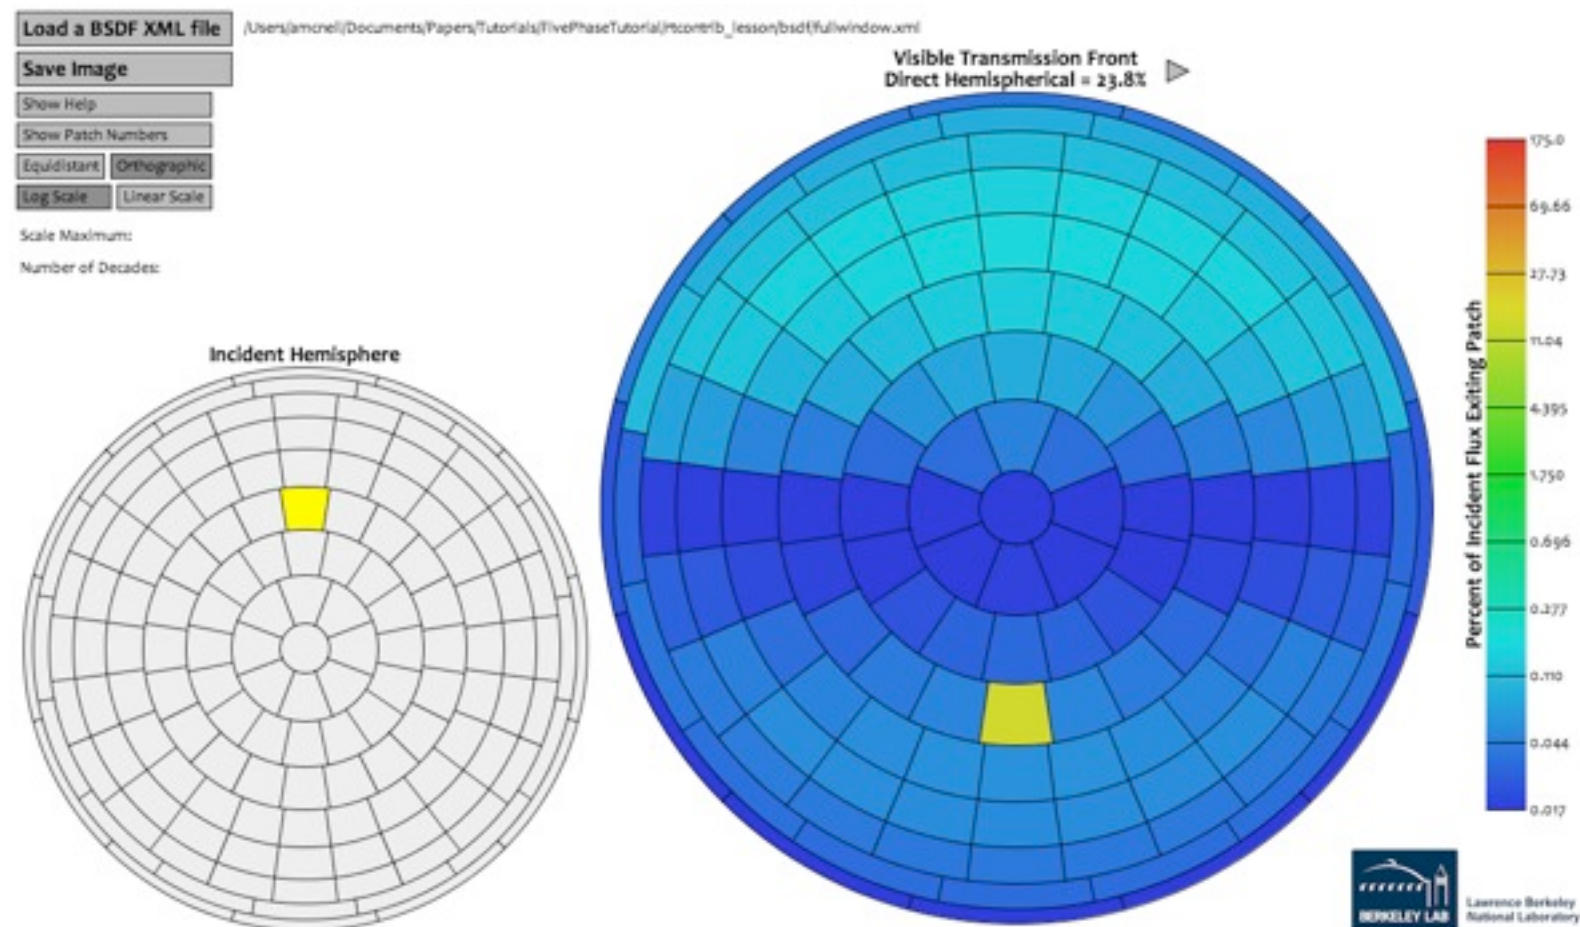 Load a BSDF XML file
/Users/amcneil/Documents/Papers/Tutorials/FivePhaseTutorial/rtcontrib_lesson/bsdf/fullwindow.xml
Save Image
Show Help
Show Patch Numbers
Equidistant Orthographic
Log Scale Linear Scale
Scale Maximum:
Number of Decades:
Visible Transmission Front
Direct Hemispherical = 23.8%
Incident Hemisphere
Percent of Incident Flux Exiting Patch
175.0
69.66
27.73
11.04
4.395
1.750
0.696
0.277
0.110
0.044
0.017
BERKELEY LAB
Lawrence Berkeley
National Laboratory